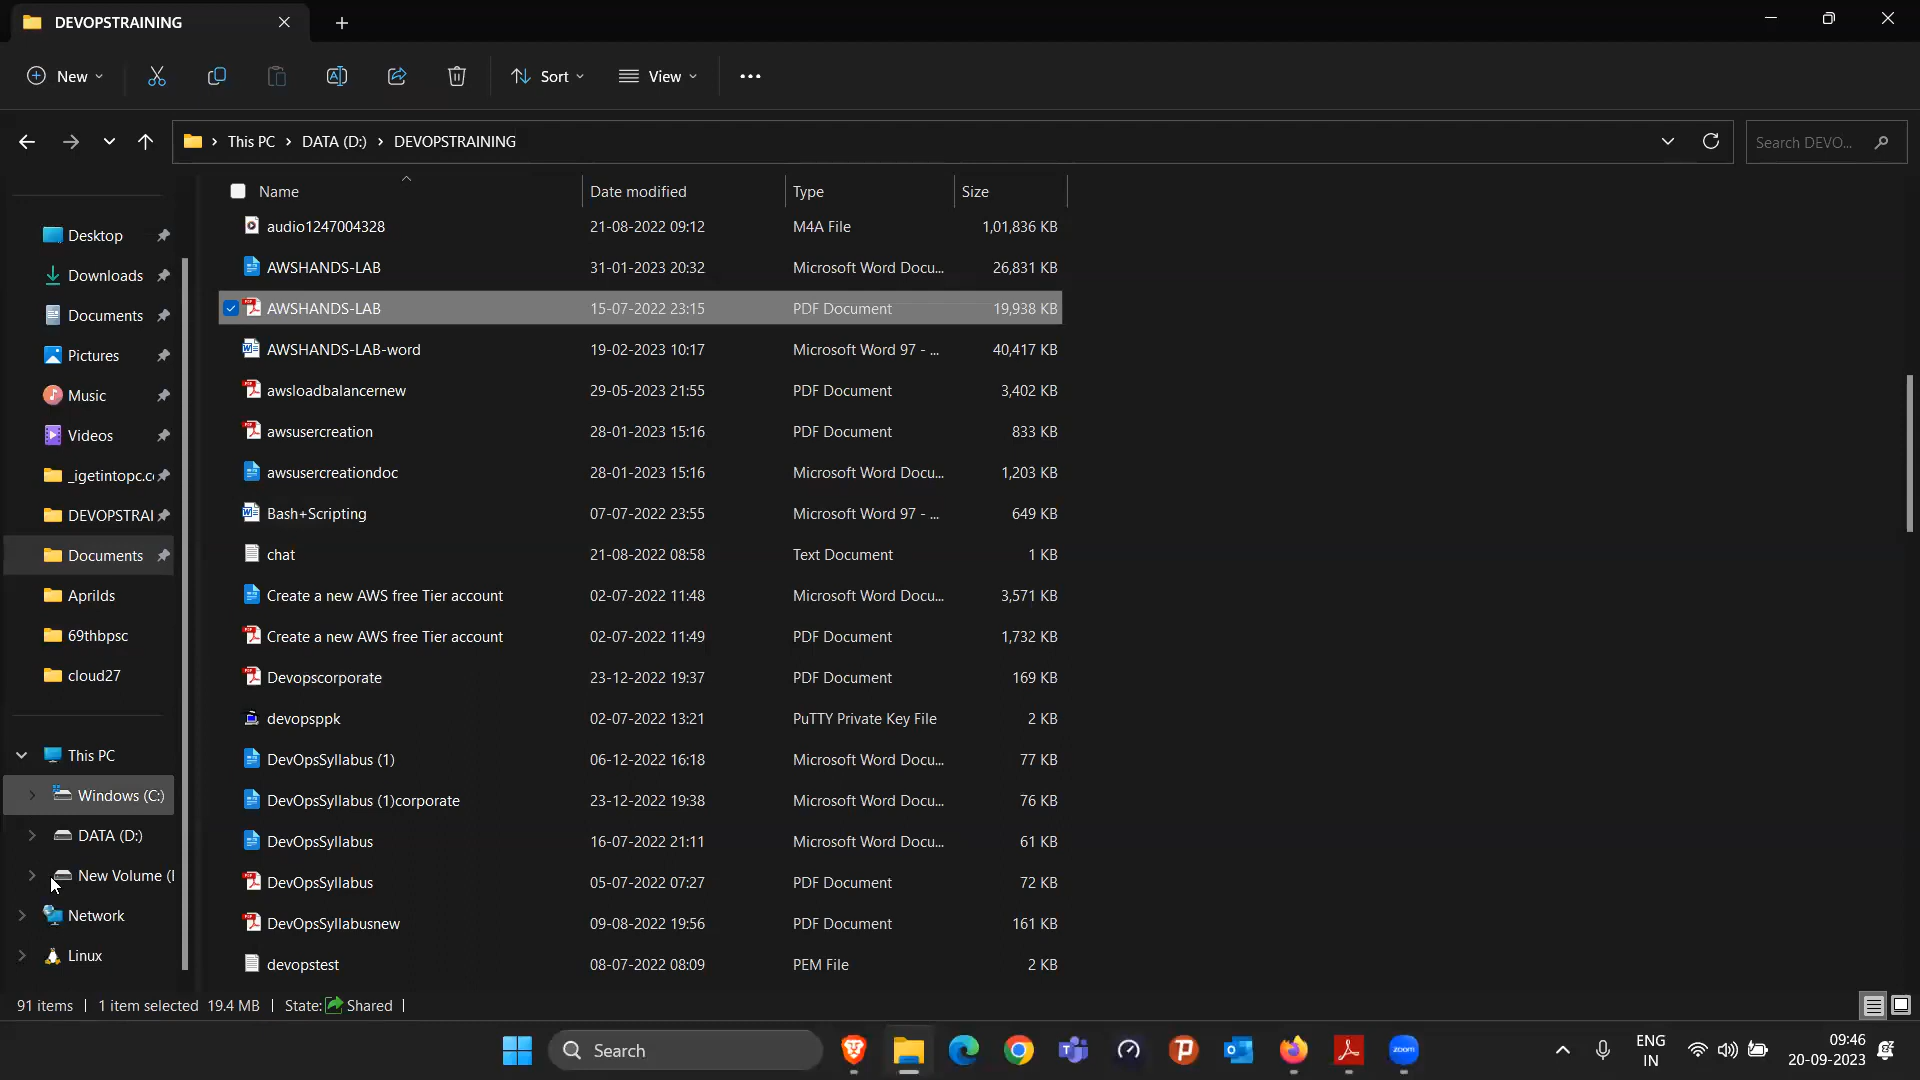 DEVOPSTRAINING
New
Sort
View
This PC > DATA (D:) > DEVOPSTRAINING
Search DEVO...
Name Date modified Type Size
Desktop
Downloads
Documents
Pictures
Music
Videos
_igetintopc.c
DEVOPSTRAI
Documents
Aprilds
69thbpsc
cloud27
This PC
Windows (C:)
DATA (D:)
New Volume (
Network
Linux
audio1247004328 21-08-2022 09:12 M4A File 1,01,836 KB
AWSHANDS-LAB 31-01-2023 20:32 Microsoft Word Docu... 26,831 KB
AWSHANDS-LAB 15-07-2022 23:15 PDF Document 19,938 KB
AWSHANDS-LAB-word 19-02-2023 10:17 Microsoft Word 97 - ... 40,417 KB
awsloadbalancernew 29-05-2023 21:55 PDF Document 3,402 KB
awsusercreation 28-01-2023 15:16 PDF Document 833 KB
awsusercreationdoc 28-01-2023 15:16 Microsoft Word Docu... 1,203 KB
Bash+Scripting 07-07-2022 23:55 Microsoft Word 97 - ... 649 KB
chat 21-08-2022 08:58 Text Document 1 KB
Create a new AWS free Tier account 02-07-2022 11:48 Microsoft Word Docu... 3,571 KB
Create a new AWS free Tier account 02-07-2022 11:49 PDF Document 1,732 KB
Devopscorporate 23-12-2022 19:37 PDF Document 169 KB
devopsppk 02-07-2022 13:21 PuTTY Private Key File 2 KB
DevOpsSyllabus (1) 06-12-2022 16:18 Microsoft Word Docu... 77 KB
DevOpsSyllabus (1)corporate 23-12-2022 19:38 Microsoft Word Docu... 76 KB
DevOpsSyllabus 16-07-2022 21:11 Microsoft Word Docu... 61 KB
DevOpsSyllabus 05-07-2022 07:27 PDF Document 72 KB
DevOpsSyllabusnew 09-08-2022 19:56 PDF Document 161 KB
devopstest 08-07-2022 08:09 PEM File 2 KB
91 items | 1 item selected 19.4 MB | State: Shared |
Search
zoom
ENG
IN
09:46
20-09-2023